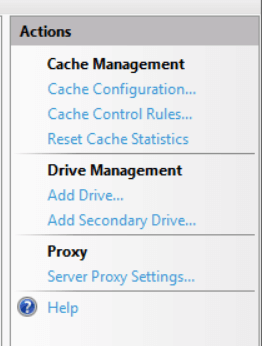 Actions
Cache Management
Cache Configuration...
Cache Control Rules...
Reset Cache Statistics
Drive Management
Add Drive...
Add Secondary Drive...
Proxy
Server Proxy Settings...
Help